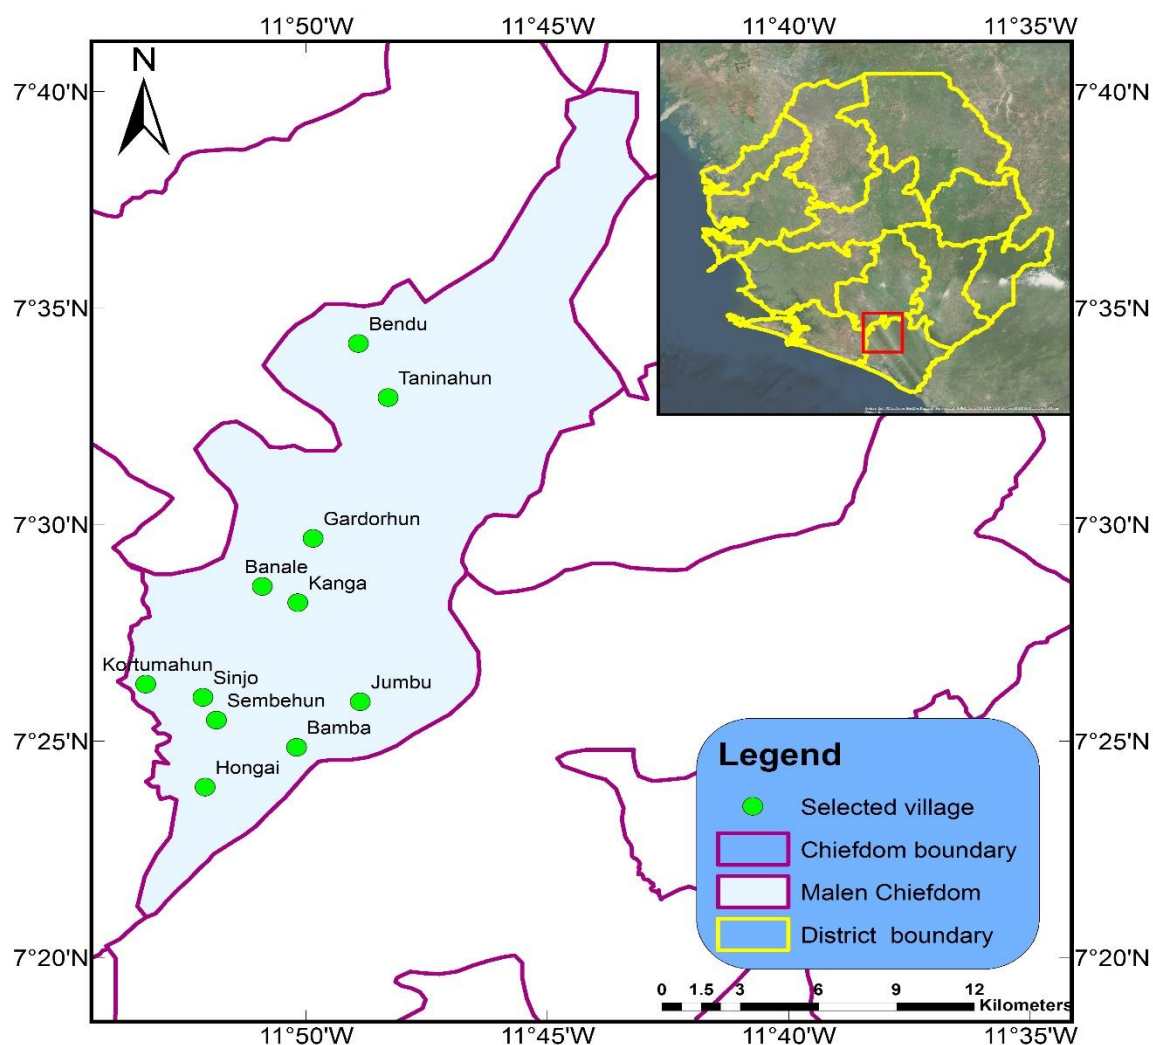 11°50'W 11°45'W 11°40'W 11°35'W
N
7°40'N 7°40'N
7°35'N 7°35'N
Bendu
Taninahun
7°30'N 7°30'N
Gardorhun
Banale
Kanga
Kortumahun
Sinjo
Sembehun
Jumbu
Bamba
7°25'N 7°25'N
Hongai
Legend
Selected village
Chiefdom boundary
Malen Chiefdom
District boundary
7°20'N 7°20'N
0 1.5 3 6 9 12
Kilometers
11°50'W 11°45'W 11°40'W 11°35'W